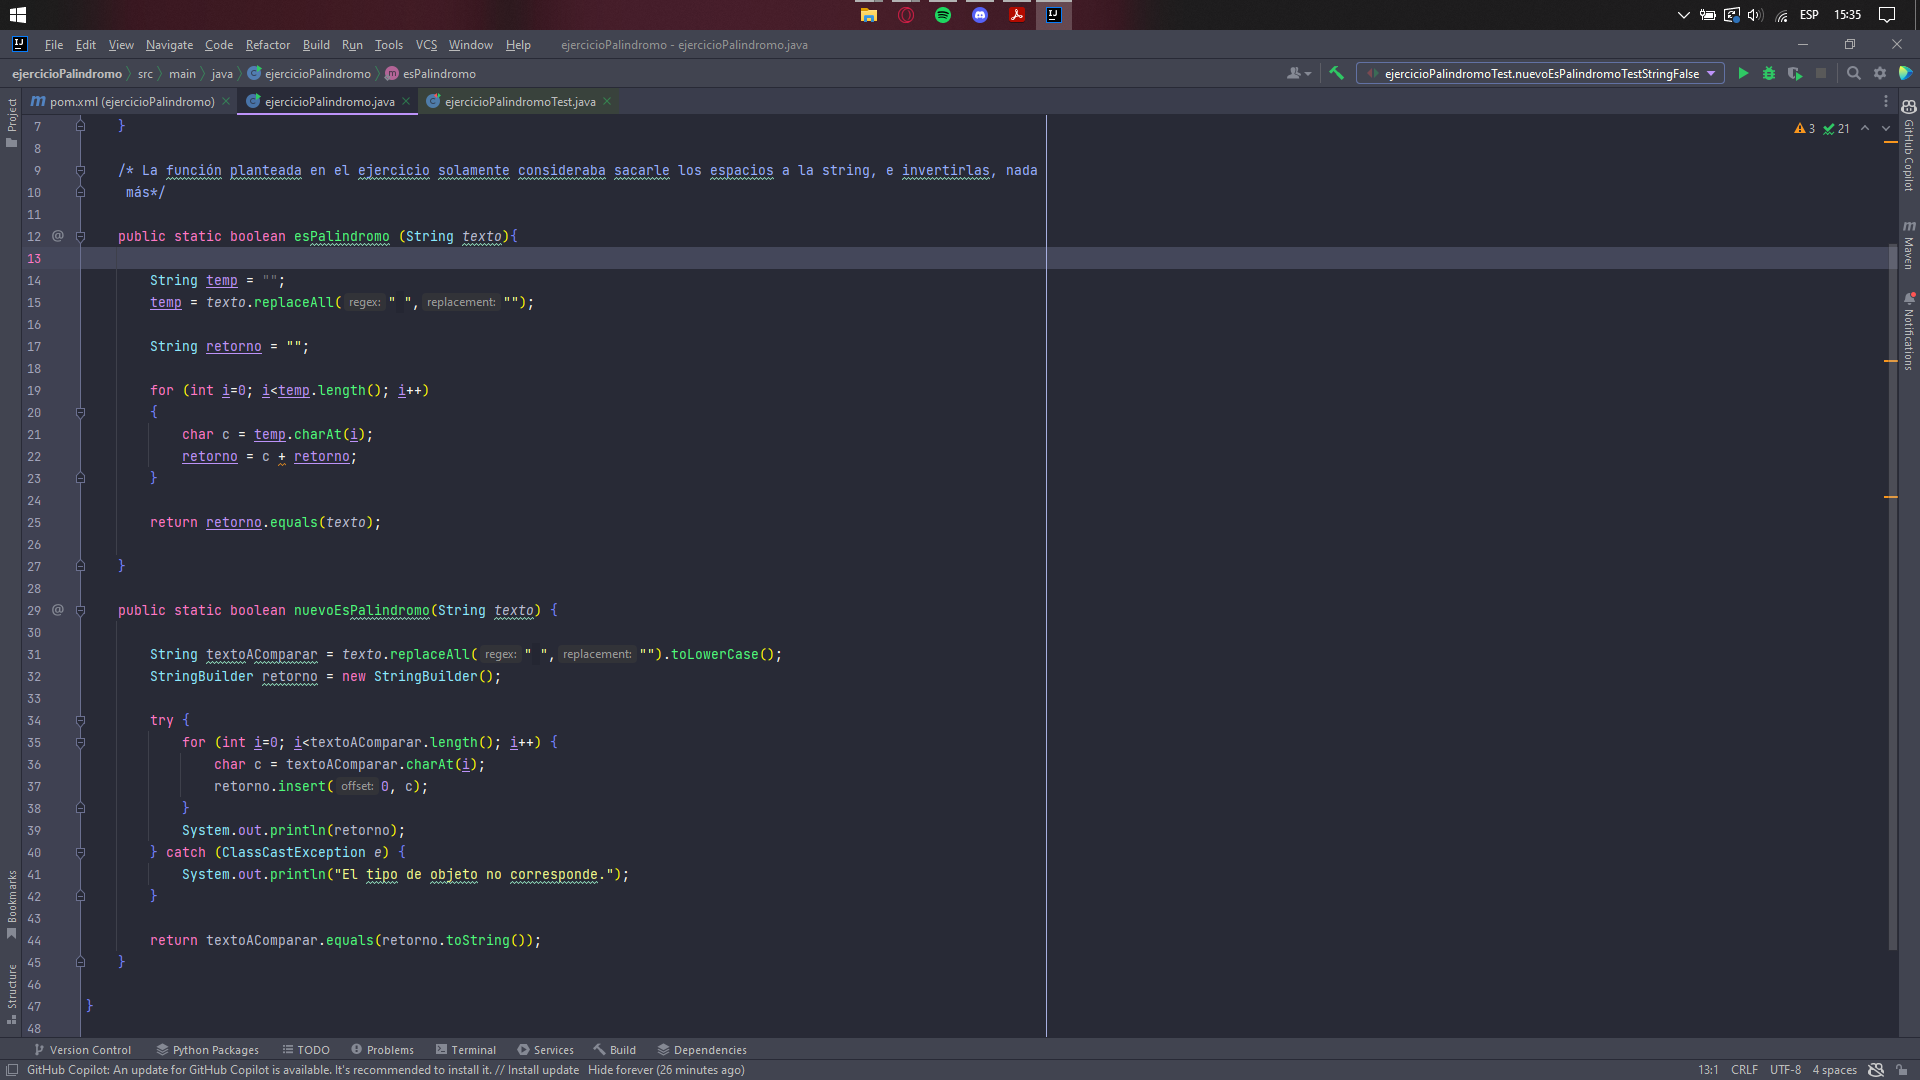 ESP 15:35
File Edit View Navigate Code Refactor Build Run Tools VCS Window Help ejercicioPalindromo - ejercicioPalindromo.java
ejercicioPalindromo src main java ejercicioPalindromo esPalindromo ejercicioPalindromoTest.nuevoEsPalindromoTestStringFalse
pom.xml (ejercicioPalindromo) ejercicioPalindromo.java ejercicioPalindromoTest.java
3 21
Project
7 }
8
9 /* La función planteada en el ejercicio solamente consideraba sacarle los espacios a la string, e invertirlas, nada
10 más*/
11
12 @ public static boolean esPalindromo (String texto){
13
14 String temp = "";
15 temp = texto.replaceAll( regex: " ", replacement: "");
16
17 String retorno = "";
18
19 for (int i=0; i<temp.length(); i++)
20 {
21 char c = temp.charAt(i);
22 retorno = c + retorno;
23 }
24
25 return retorno.equals(texto);
26
27 }
28
29 @ public static boolean nuevoEsPalindromo(String texto) {
30
31 String textoAComparar = texto.replaceAll( regex: " ", replacement: "").toLowerCase();
32 StringBuilder retorno = new StringBuilder();
33
34 try {
35 for (int i=0; i<textoAComparar.length(); i++) {
36 char c = textoAComparar.charAt(i);
37 retorno.insert( offset: 0, c);
38 }
39 System.out.println(retorno);
40 } catch (ClassCastException e) {
41 System.out.println("El tipo de objeto no corresponde.");
42 }
43
44 return textoAComparar.equals(retorno.toString());
45 }
46
47 }
48
Bookmarks
Structure
GitHub Copilot
Maven
Notifications
Version Control Python Packages TODO Problems Terminal Services Build Dependencies
GitHub Copilot: An update for GitHub Copilot is available. It's recommended to install it. // Install update Hide forever (26 minutes ago) 13:1 CRLF UTF-8 4 spaces